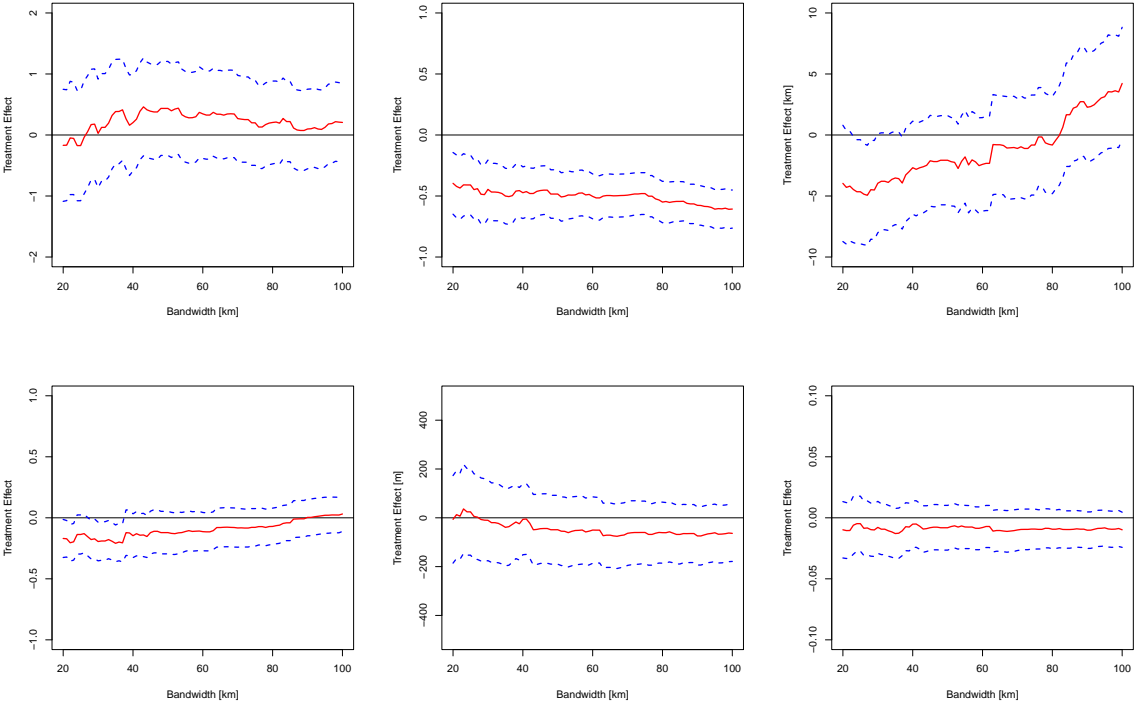 2
1
0
−1
−2
Treatment Effect
20 40 60 80 100
Bandwidth [km]
1.0
0.5
0.0
−0.5
−1.0
Treatment Effect
20 40 60 80 100
Bandwidth [km]
10
5
0
−5
−10
Treatment Effect [km]
20 40 60 80 100
Bandwidth [km]
1.0
0.5
0.0
−0.5
−1.0
Treatment Effect
20 40 60 80 100
Bandwidth [km]
400
200
0
−200
−400
Treatment Effect [m]
20 40 60 80 100
Bandwidth [km]
0.10
0.05
0.00
−0.05
−0.10
Treatment Effect
20 40 60 80 100
Bandwidth [km]